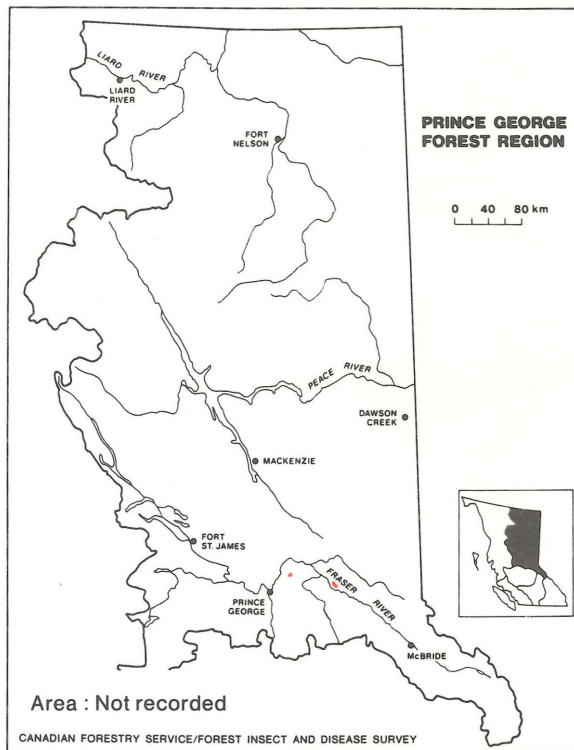 LIARD RIVER
LIARD
RIVER
FORT
NELSON
PRINCE GEORGE
FOREST REGION
0 40 80 km
PEACE RIVER
DAWSON
CREEK
MACKENZIE
FORT
ST. JAMES
FRASER RIVER
PRINCE
GEORGE
McBRIDE
Area : Not recorded
CANADIAN FORESTRY SERVICE/FOREST INSECT AND DISEASE SURVEY